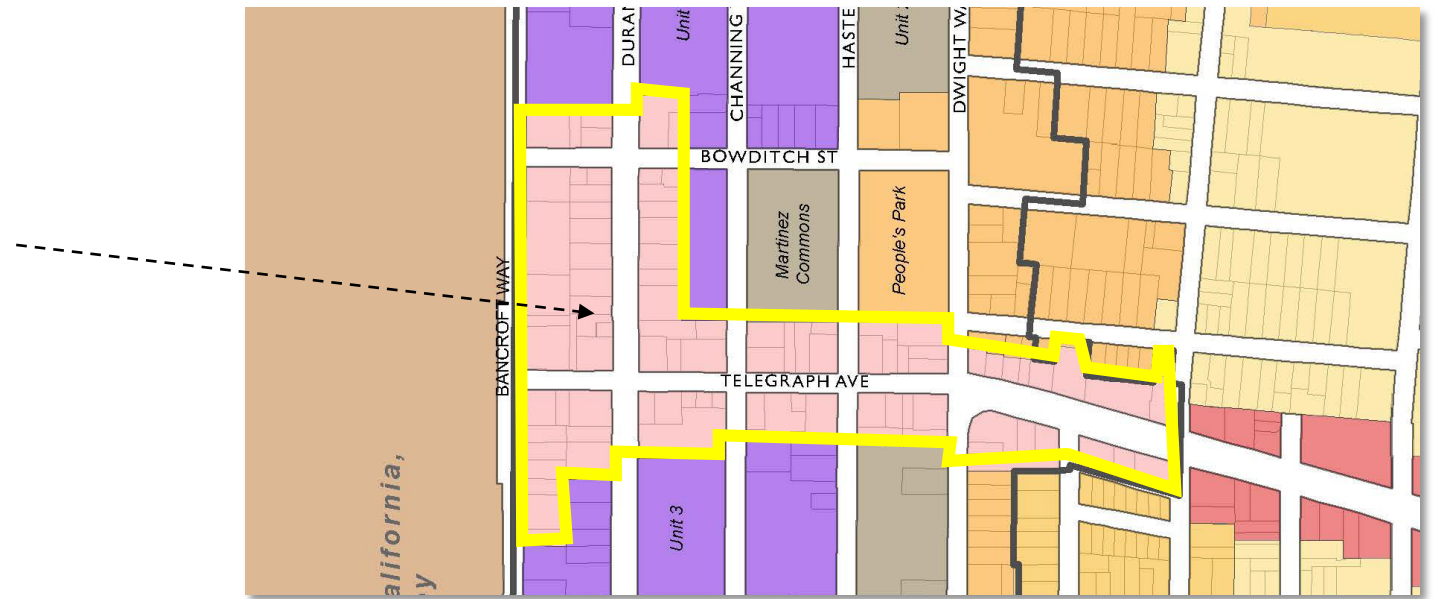 DURAN
Unit
CHANNING
HASTE
Unit
DWIGHT WA
BOWDITCH ST
Martinez
Commons
People's Park
BANCROFT WAY
TELEGRAPH AVE
Unit 3
alifornia,
ey